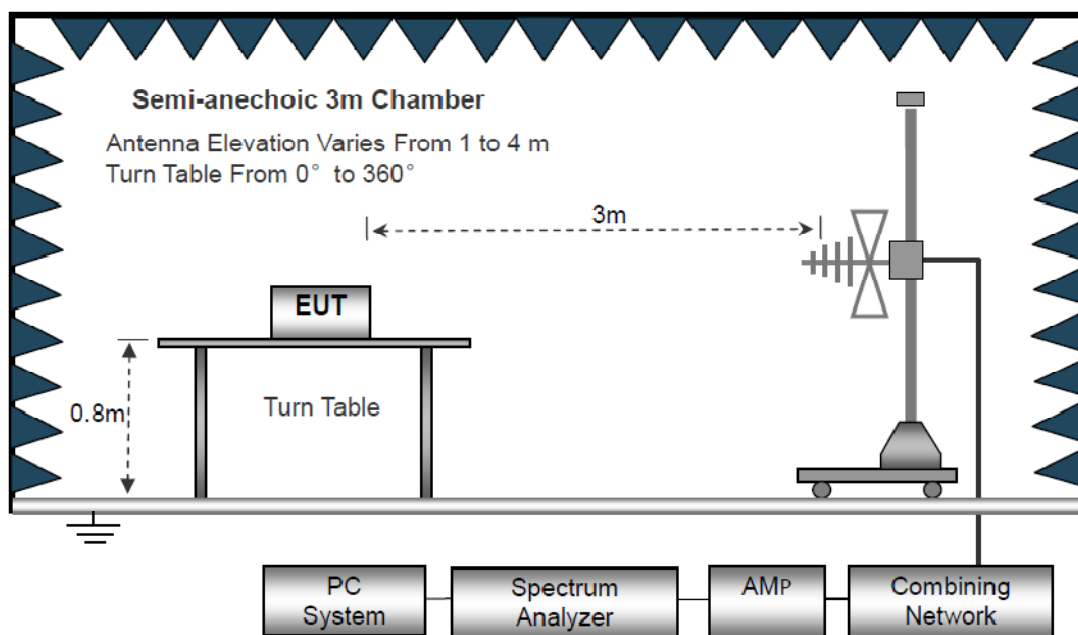 Semi-anechoic 3m Chamber
Antenna Elevation Varies From 1 to 4 m
Turn Table From 0° to 360°
3m
EUT
0.8m
Turn Table
PC
System
Spectrum
Analyzer
AMP
Combining
Network